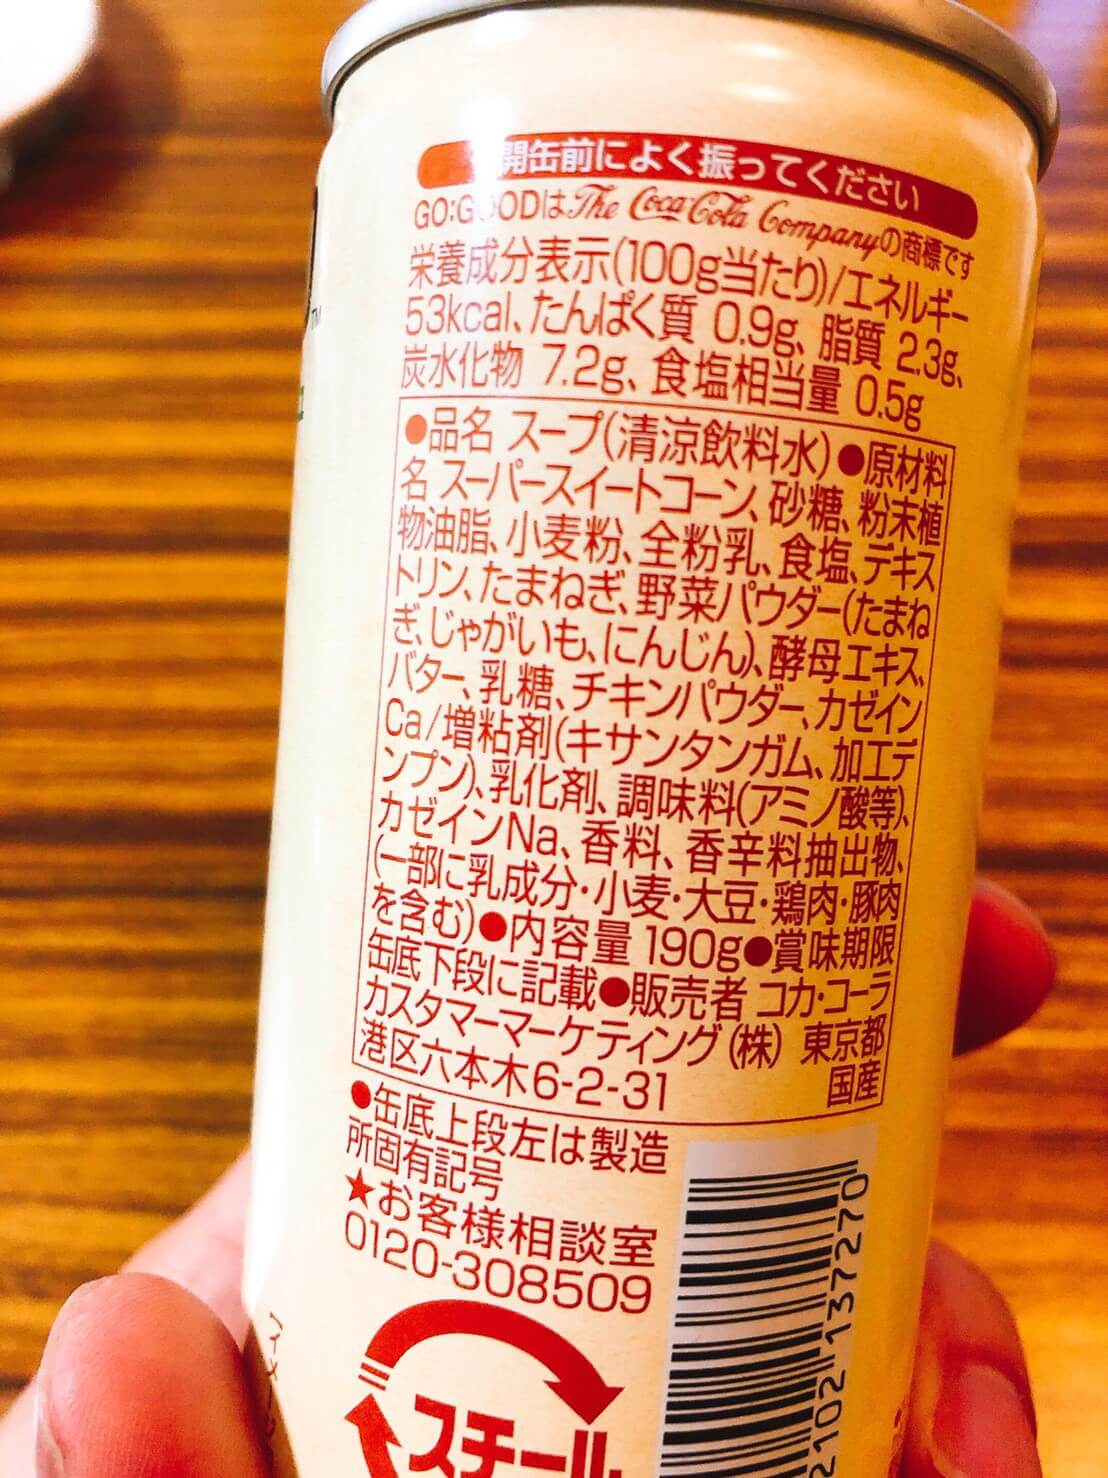 開缶前によく振ってください
GO:GOODはThe Coca-Cola Companyの商標です
栄養成分表示(100g当たり)/エネルギー
53kcal、たんぱく質 0.9g、脂質 2.3g、
炭水化物 7.2g、食塩相当量 0.5g
●品名 スープ(清涼飲料水)●原材料
名 スーパースイートコーン、砂糖、粉末植
物油脂、小麦粉、全粉乳、食塩、デキス
トリン、たまねぎ、野菜パウダー(たまね
ぎ、じゃがいも、にんじん)、酵母エキス、
バター、乳糖、チキンパウダー、カゼイン
Ca/増粘剤(キサンタンガム、加工デ
ンプン)、乳化剤、調味料(アミノ酸等)、
カゼインNa、香料、香辛料抽出物、
(一部に乳成分・小麦・大豆・鶏肉・豚肉
を含む)●内容量 190g●賞味期限
缶底下段に記載●販売者 コカ・コーラ
カスタマーマーケティング(株) 東京都
港区六本木6-2-31
国産
●缶底上段左は製造
所固有記号
★お客様相談室
0120-308509
スチール
2102 137270
TM